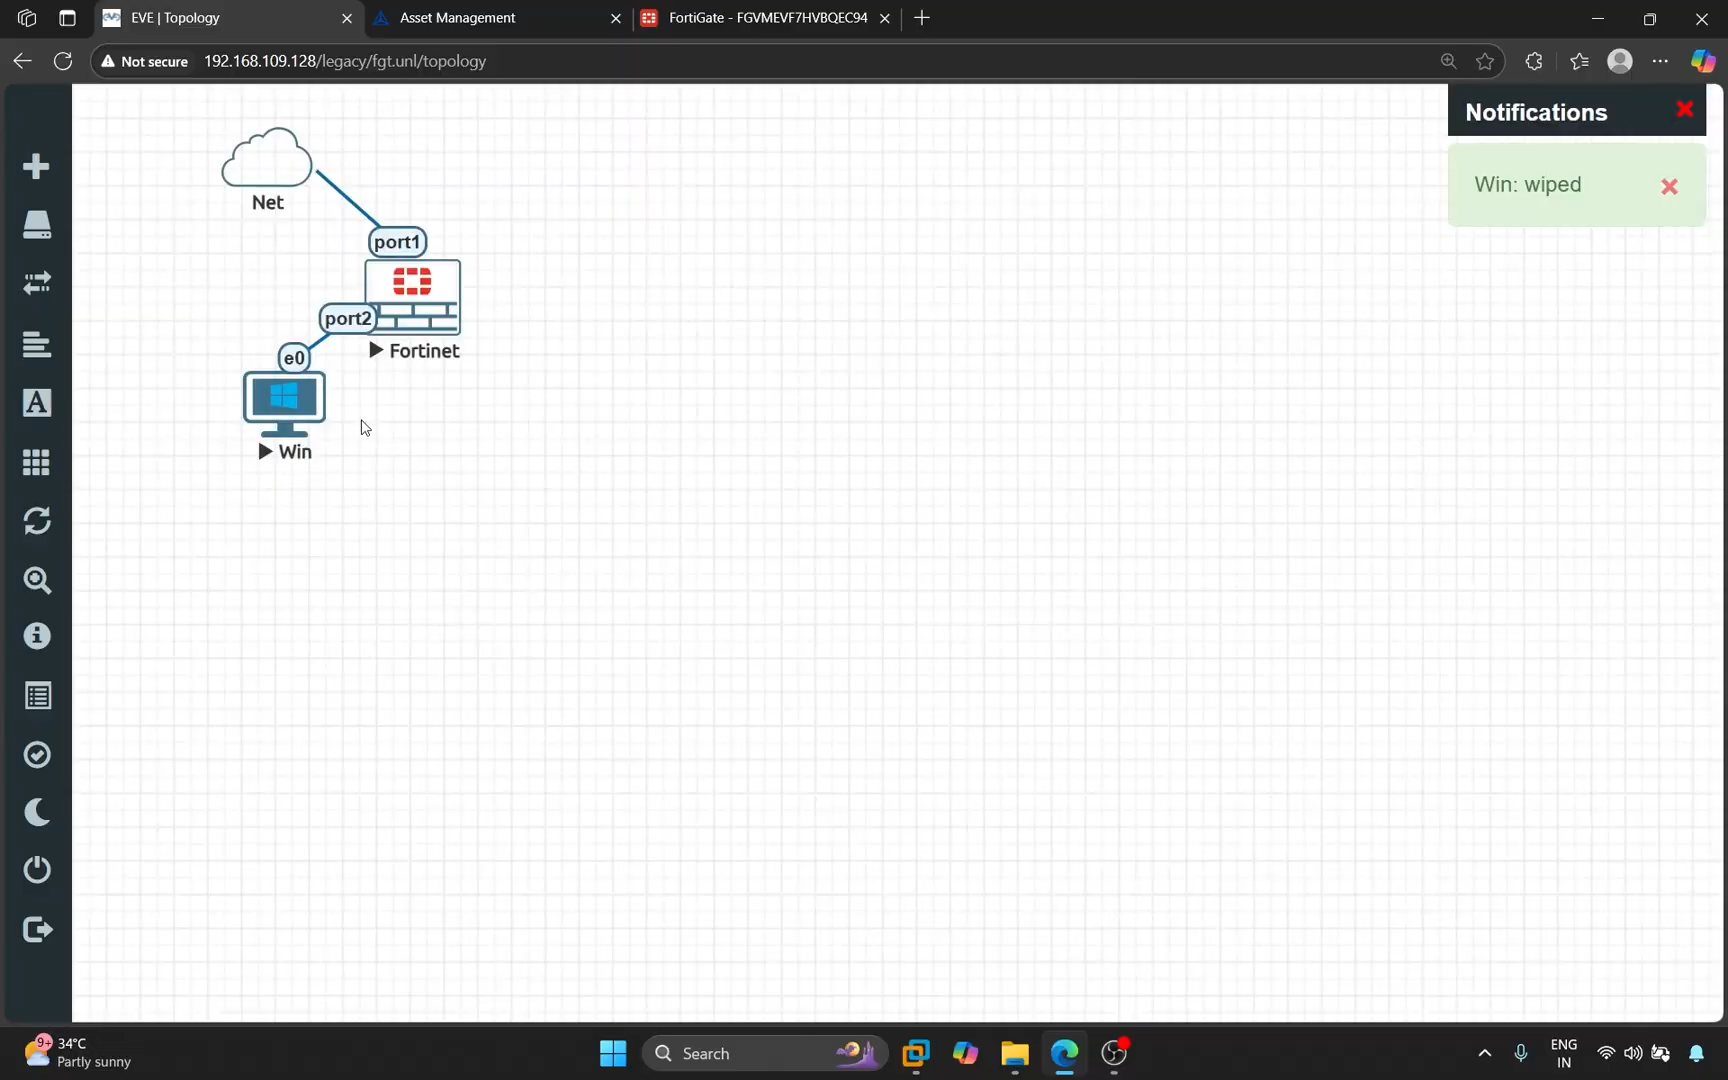 EVE | Topology
Asset Management
FortiGate - FGVMEVF7HVBQEC94
Not secure
192.168.109.128/legacy/fgt.unl/topology
Notifications
Win: wiped
Net
port1
port2
Fortinet
e0
Win
A
9+
34°C
Partly sunny
Search
ENG
IN